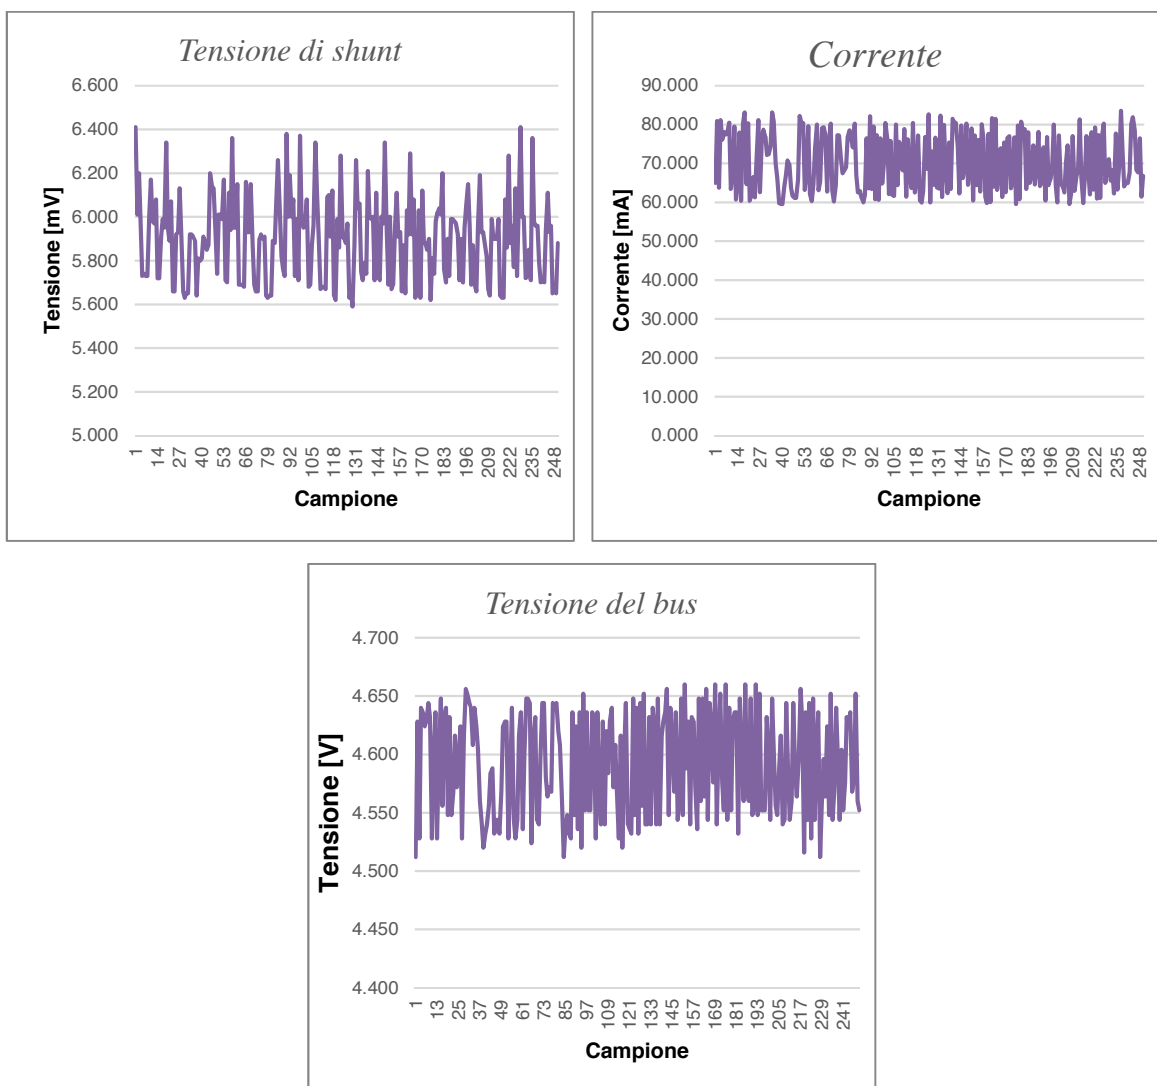 Tensione di shunt
6.600
6.400
6.200
6.000
5.800
5.600
5.400
5.200
5.000
Tensione [mV]
1 14 27 40 53 66 79 92 105 118 131 144 157 170 183 196 209 222 235 248
Campione
Corrente
90.000
80.000
70.000
60.000
50.000
40.000
30.000
20.000
10.000
0.000
Corrente [mA]
1 14 27 40 53 66 79 92 105 118 131 144 157 170 183 196 209 222 235 248
Campione
Tensione del bus
4.700
4.650
4.600
4.550
4.500
4.450
4.400
Tensione [V]
1 13 25 37 49 61 73 85 97 109 121 133 145 157 169 181 193 205 217 229 241
Campione